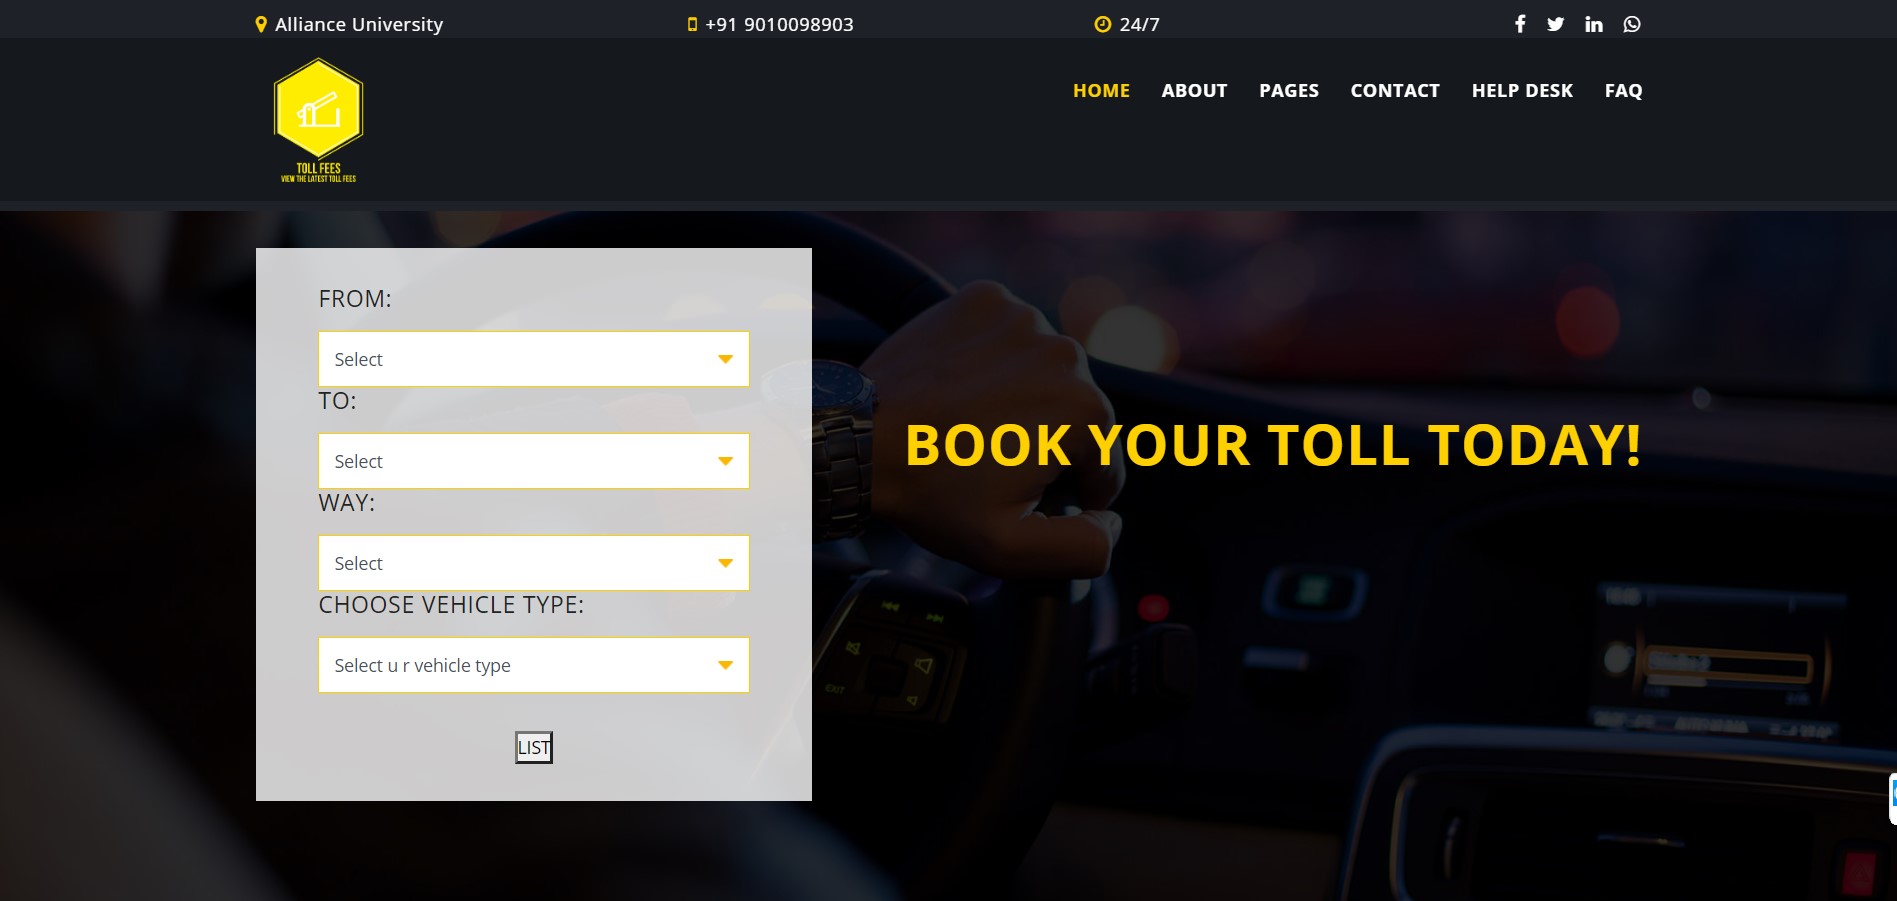 Alliance University
+91 9010098903
24/7
HOME ABOUT PAGES CONTACT HELP DESK FAQ
TOLL FEES
VIEW THE LATEST TOLL FEES
FROM:
Select
TO:
Select
WAY:
Select
CHOOSE VEHICLE TYPE:
Select u r vehicle type
LIST
BOOK YOUR TOLL TODAY!
EXIT